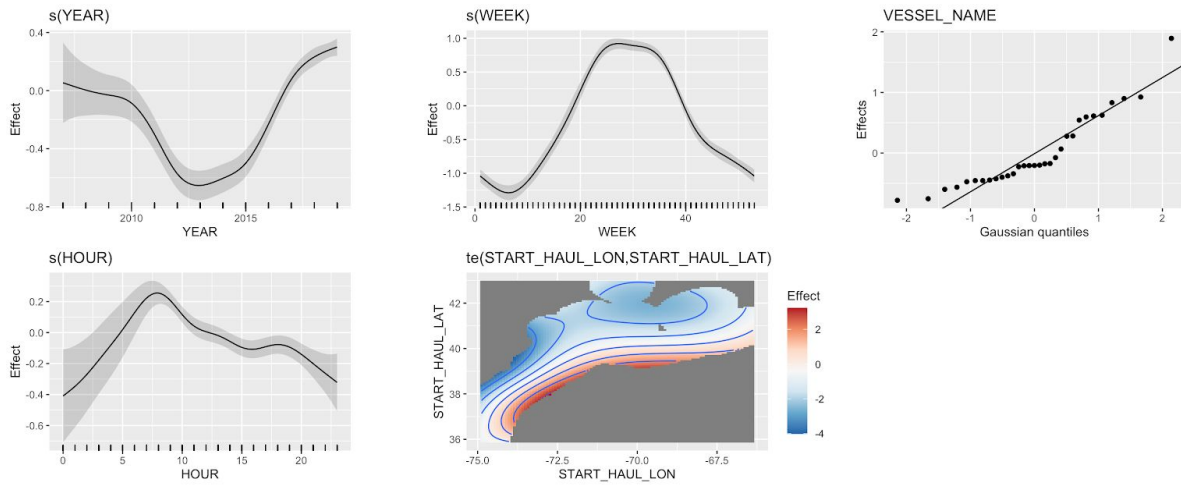 s(YEAR)
0.4
0.0
-0.4
-0.8
Effect
2010
2015
YEAR
s(WEEK)
1.0
0.5
0.0
-0.5
-1.0
-1.5
Effect
0
20
40
WEEK
VESSEL_NAME
2
1
0
Effects
-2
-1
0
1
2
Gaussian quantiles
s(HOUR)
0.2
0.0
-0.2
-0.4
-0.6
Effect
0
5
10
15
20
HOUR
te(START_HAUL_LON,START_HAUL_LAT)
42
40
38
36
START_HAUL_LAT
-75.0
-72.5
-70.0
-67.5
START_HAUL_LON
Effect
2
0
-2
-4